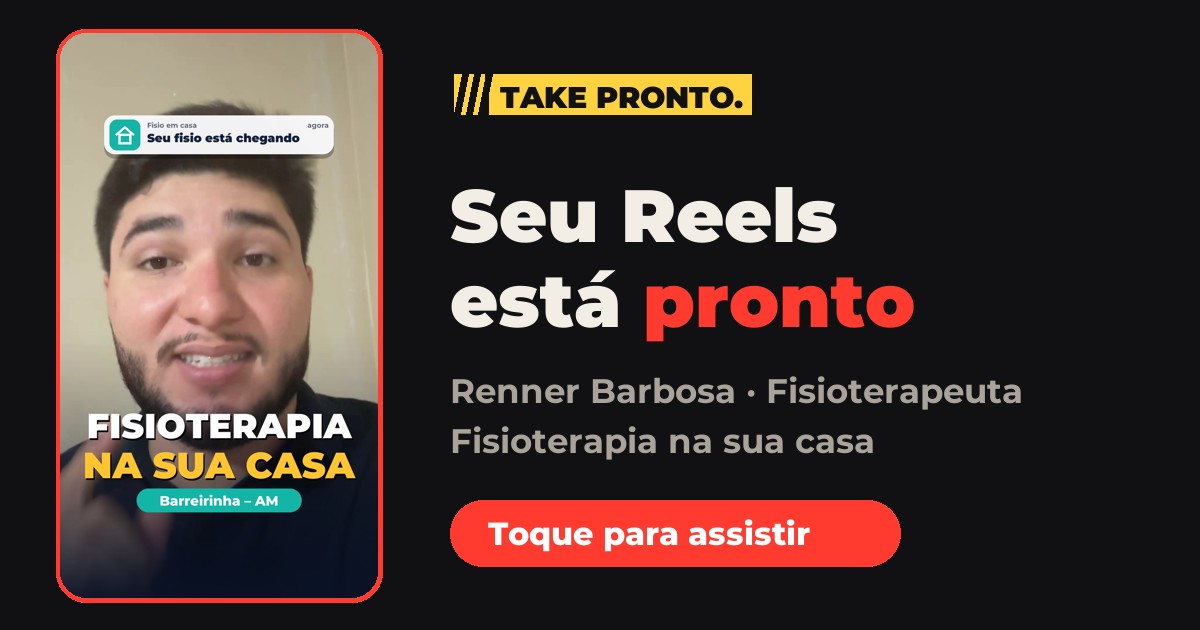 Fisio em casa
agora
Seu fisio está chegando
FISIOTERAPIA
NA SUA CASA
Barreirinha – AM
TAKE PRONTO.
Seu Reels
está pronto
Renner Barbosa · Fisioterapeuta
Fisioterapia na sua casa
Toque para assistir